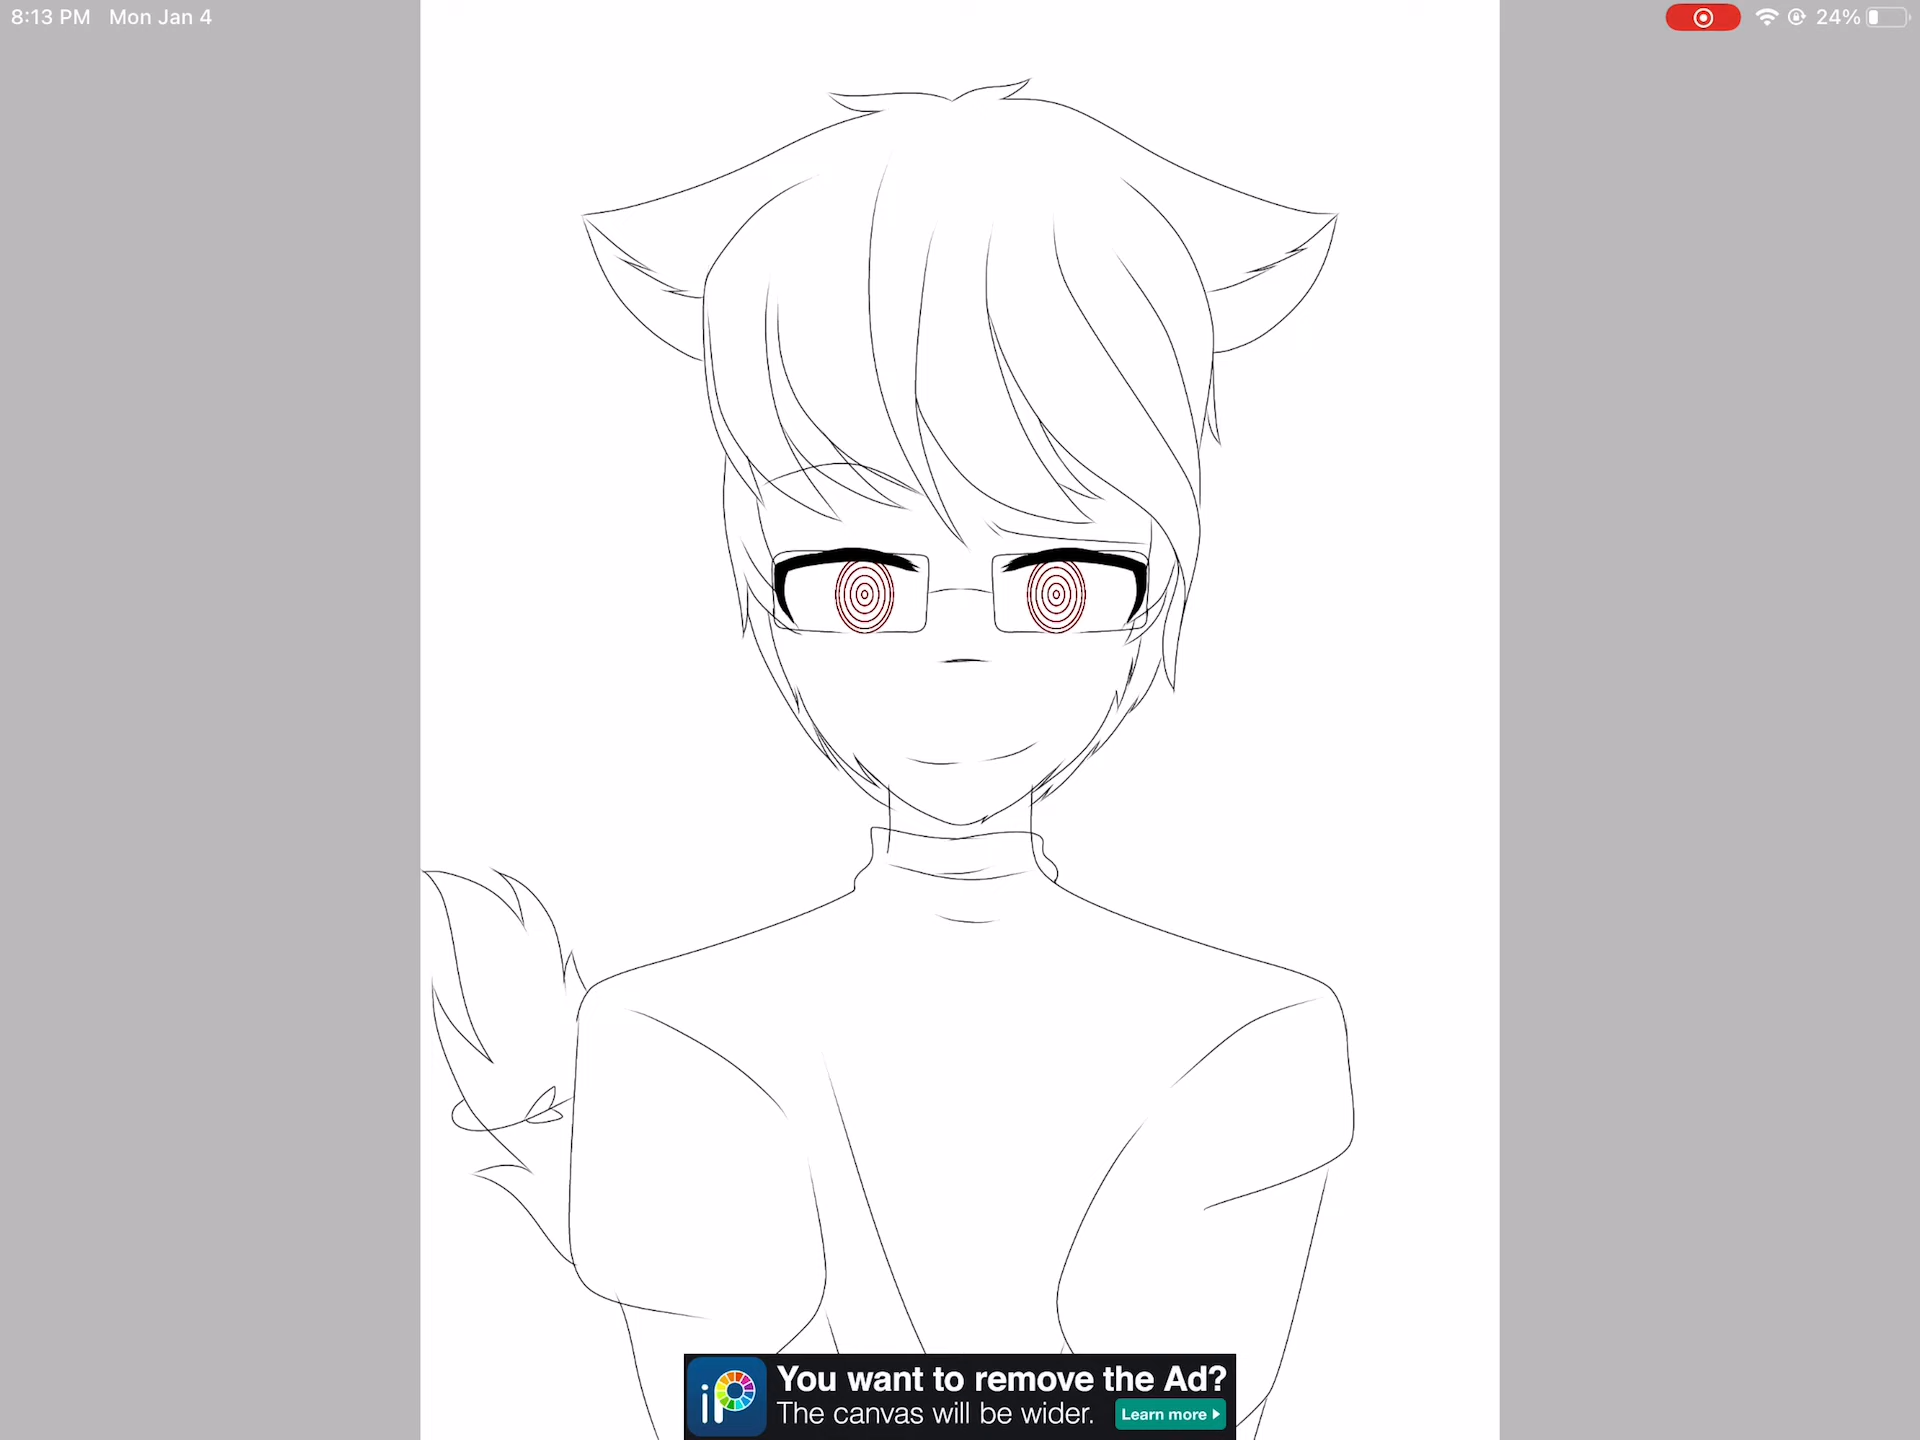 8:13 PM Mon Jan 4
24%
iP
You want to remove the Ad?
The canvas will be wider.
Learn more